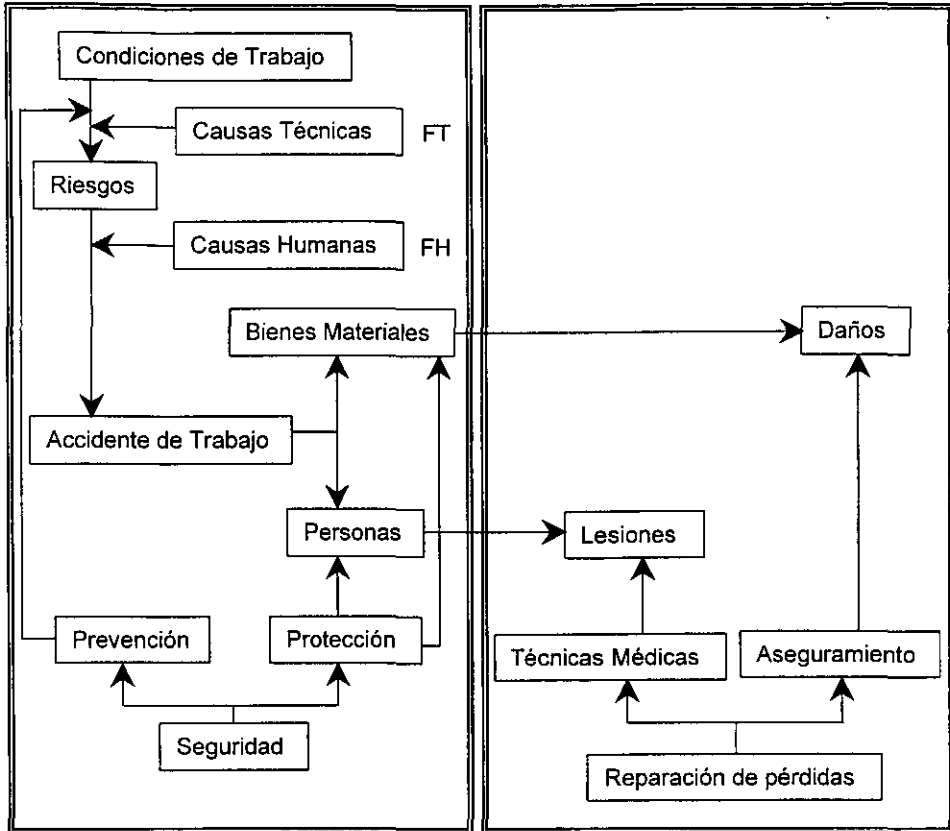 Condiciones de Trabajo
Causas Técnicas FT
Riesgos
Causas Humanas FH
Bienes Materiales
Accidente de Trabajo
Personas
Prevención
Protección
Seguridad
Daños
Lesiones
Técnicas Médicas
Aseguramiento
Reparación de pérdidas